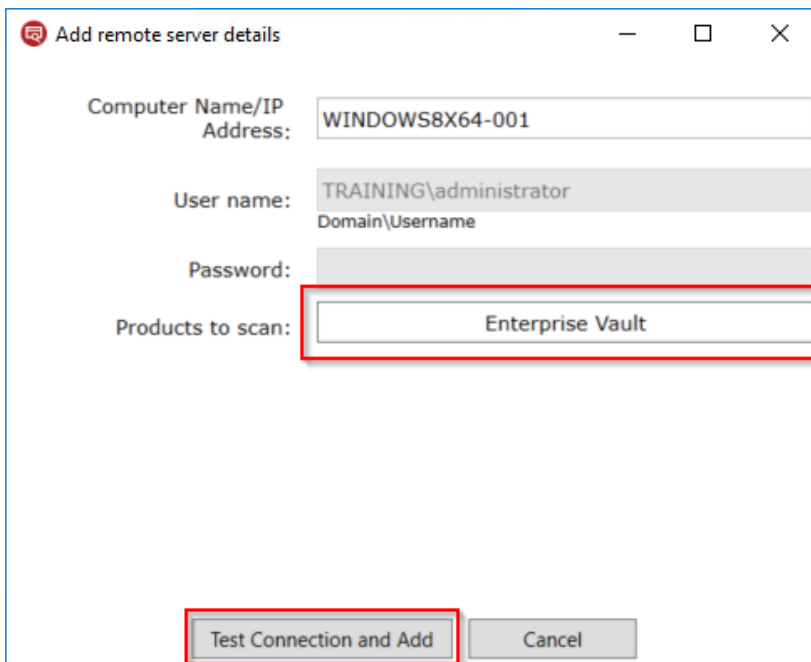 Add remote server details
Computer Name/IP
Address:
WINDOWS8X64-001
User name:
TRAINING\administrator
Domain\Username
Password:
Products to scan:
Enterprise Vault
Test Connection and Add
Cancel